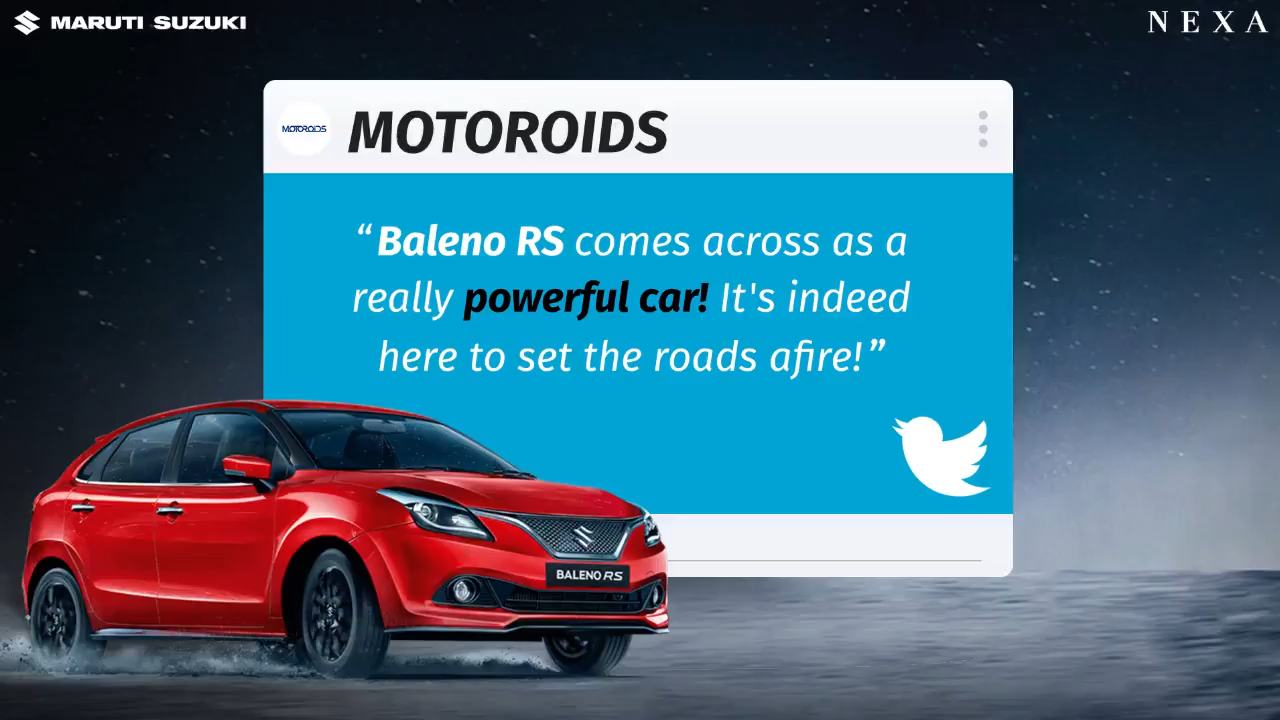 MARUTI SUZUKI
NEXA
MOTOROIDS
MOTOROIDS
“Baleno RS comes across as a
really powerful car! It's indeed
here to set the roads afire!”
BALENO RS